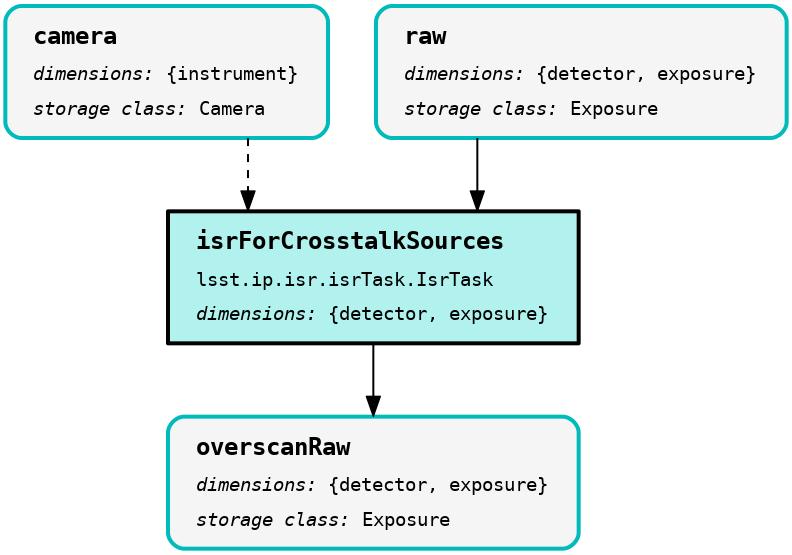 camera
dimensions: {instrument}
storage class: Camera
raw
dimensions: {detector, exposure}
storage class: Exposure
isrForCrosstalkSources
lsst.ip.isr.isrTask.IsrTask
dimensions: {detector, exposure}
overscanRaw
dimensions: {detector, exposure}
storage class: Exposure